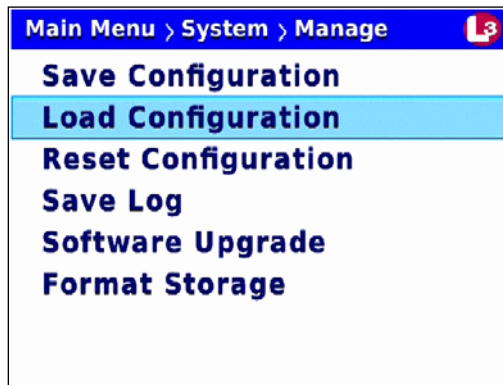 Main Menu > System > Manage L3
Save Configuration
Load Configuration
Reset Configuration
Save Log
Software Upgrade
Format Storage